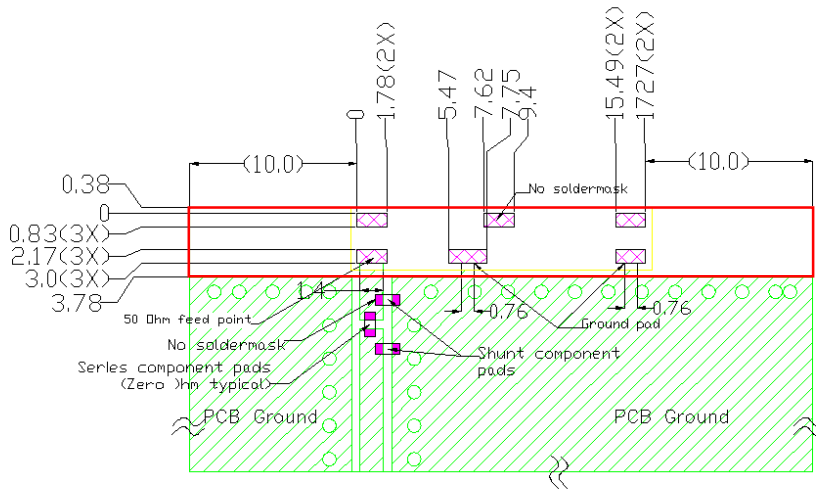 0
1.78(2X)
5.47
7.62
7.75
9.4
15.49(2X)
1727(2X)
(10.0)
(10.0)
0.38
0
0.83(3X)
2.17(3X)
3.0(3X)
3.78
No soldermask
1.4
0.76
0.76
50 Ohm feed point
Ground pad
No soldermask
Series component pads
(Zero )hm typical)
Shunt component
pads
PCB Ground
PCB Ground